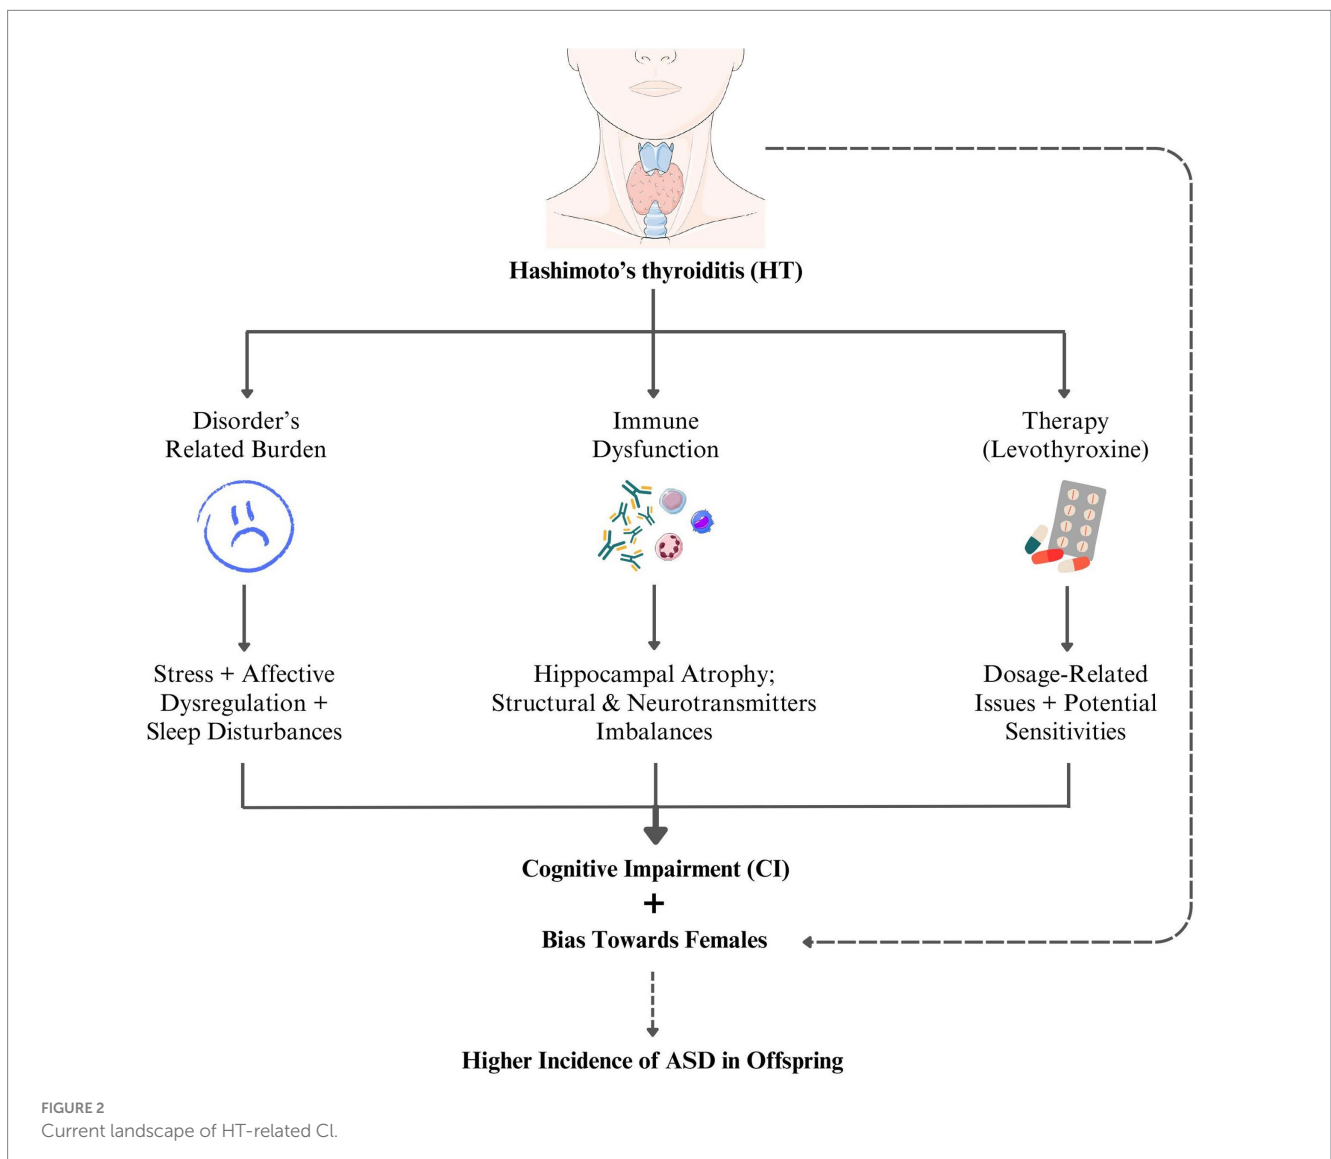 Hashimoto's thyroiditis (HT)
Disorder's
Related Burden
Immune
Dysfunction
Therapy
(Levothyroxine)
Stress + Affective
Dysregulation +
Sleep Disturbances
Hippocampal Atrophy;
Structural & Neurotransmitters
Imbalances
Dosage-Related
Issues + Potential
Sensitivities
Cognitive Impairment (CI)
+
Bias Towards Females
Higher Incidence of ASD in Offspring
FIGURE 2
Current landscape of HT-related CI.